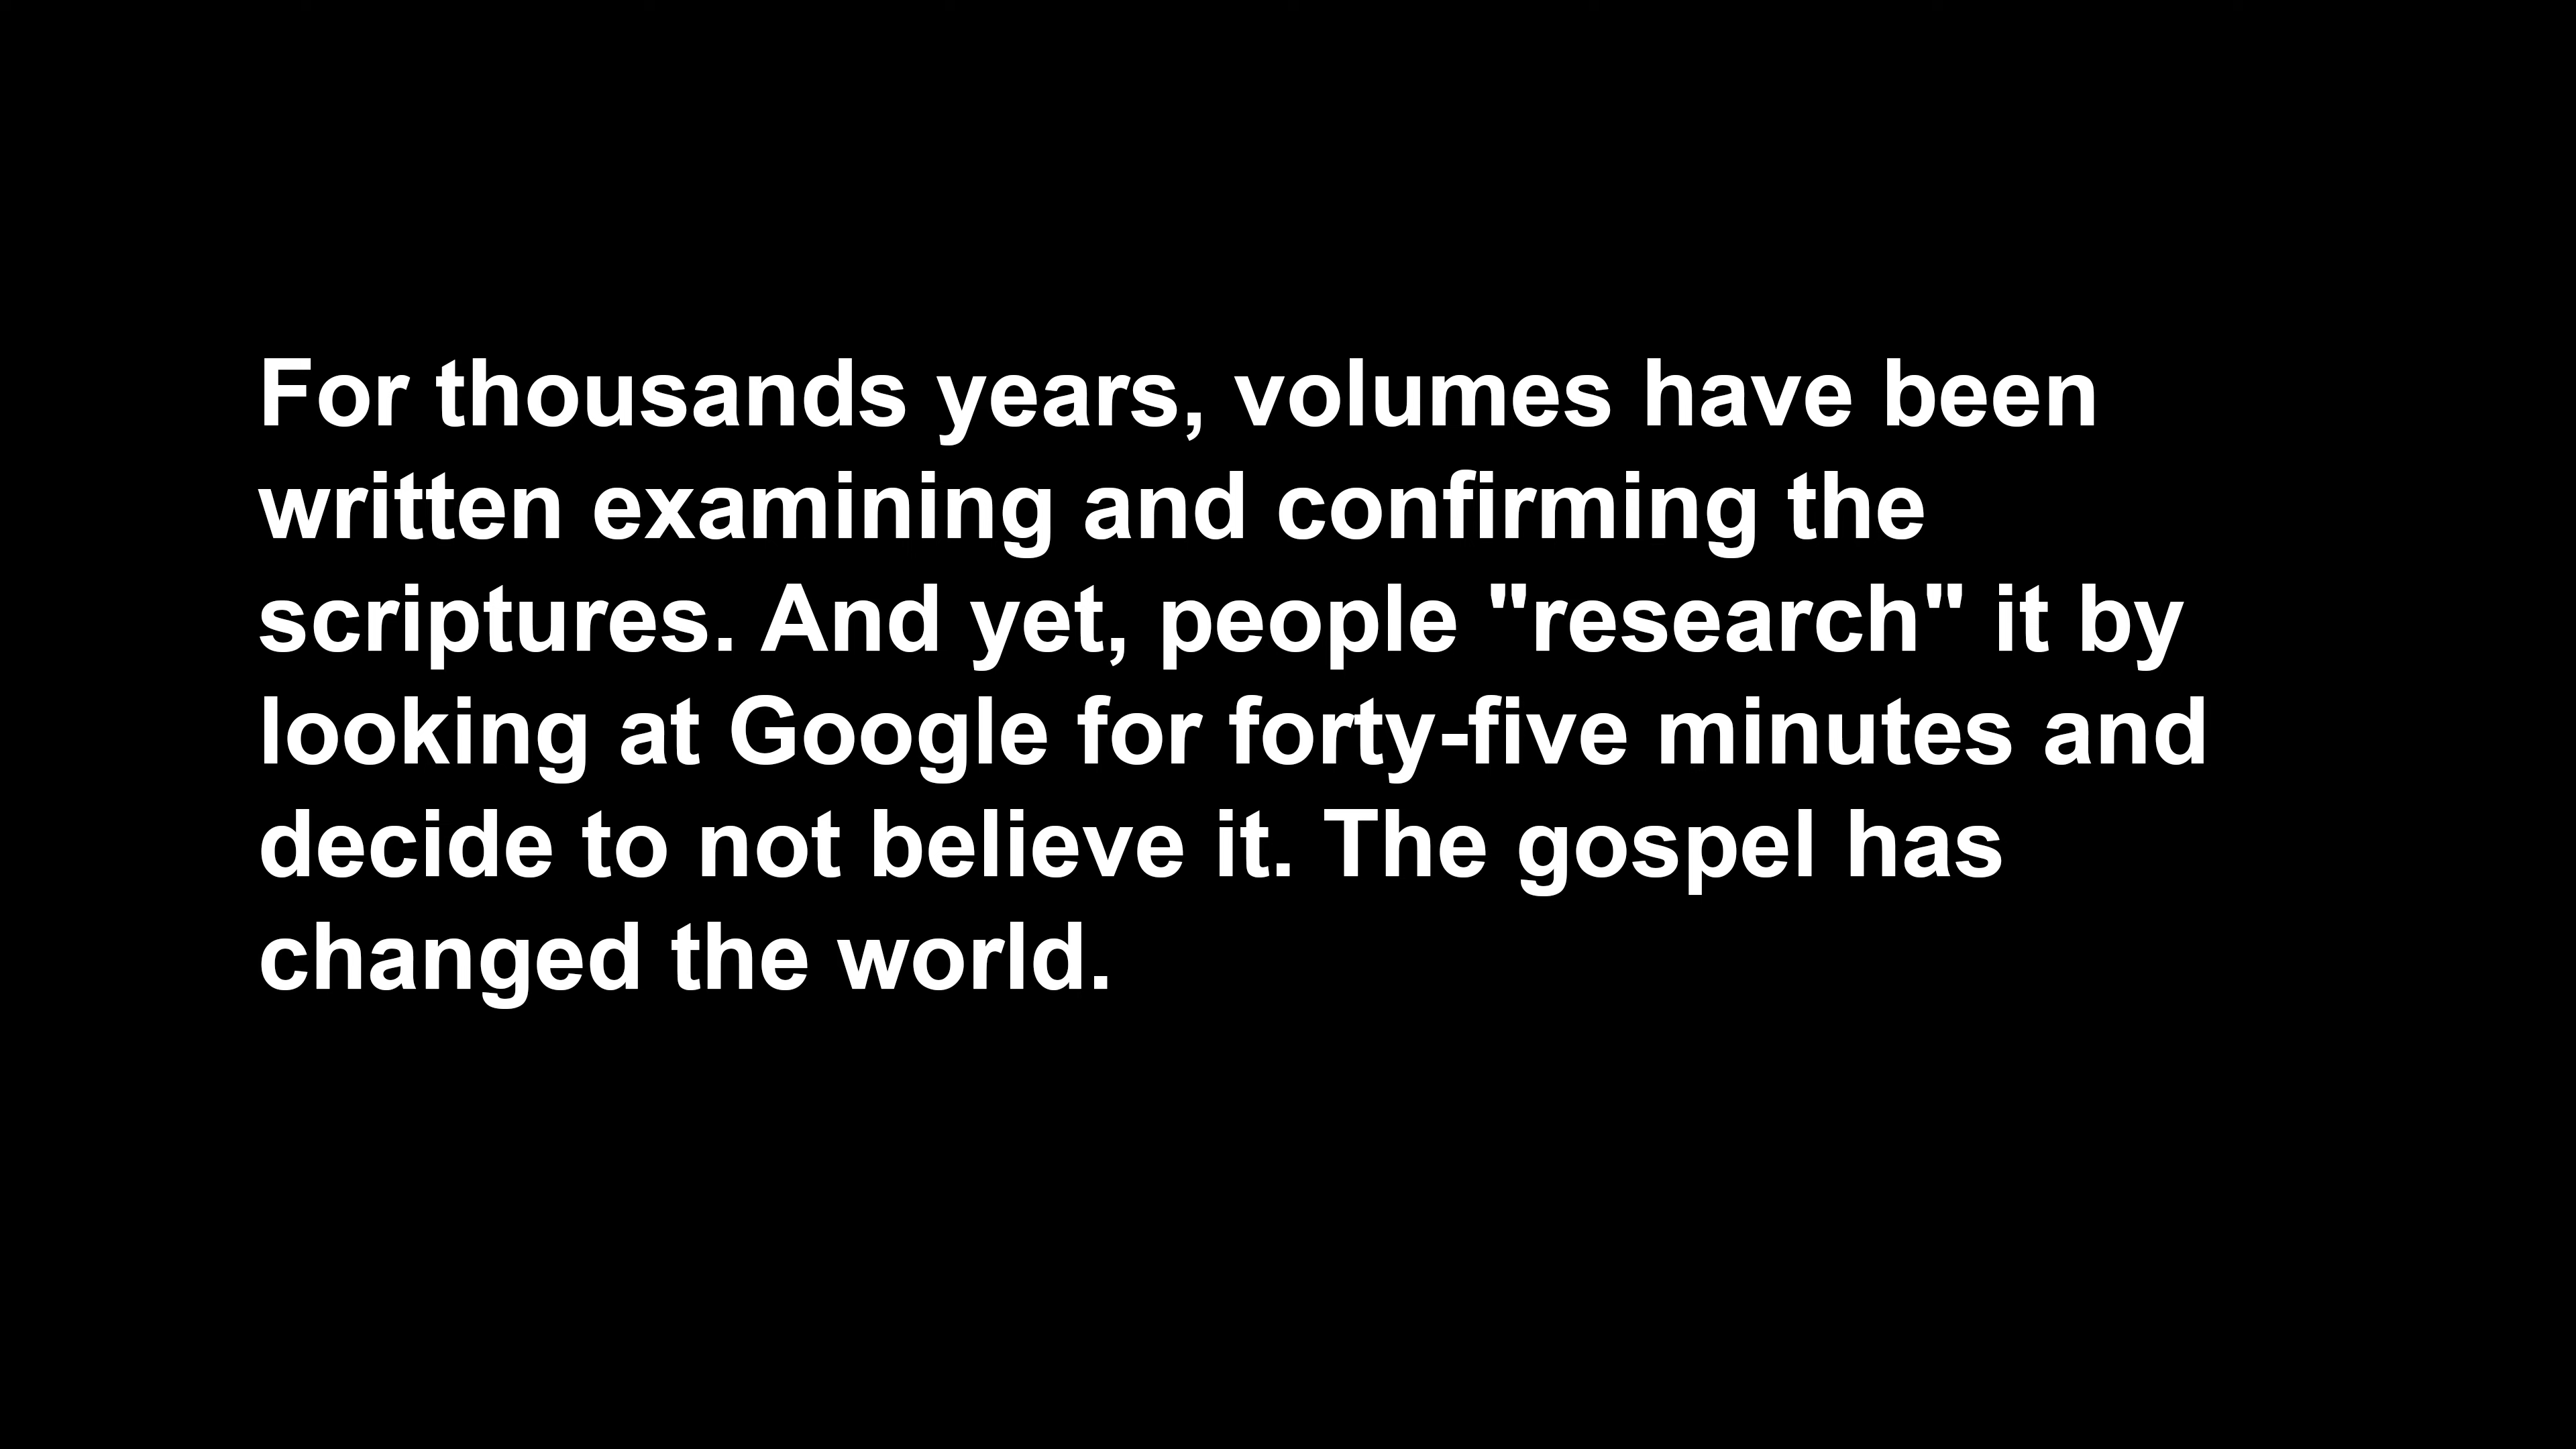 For thousands years, volumes have been
written examining and confirming the
scriptures. And yet, people "research" it by
looking at Google for forty-five minutes and
decide to not believe it. The gospel has
changed the world.